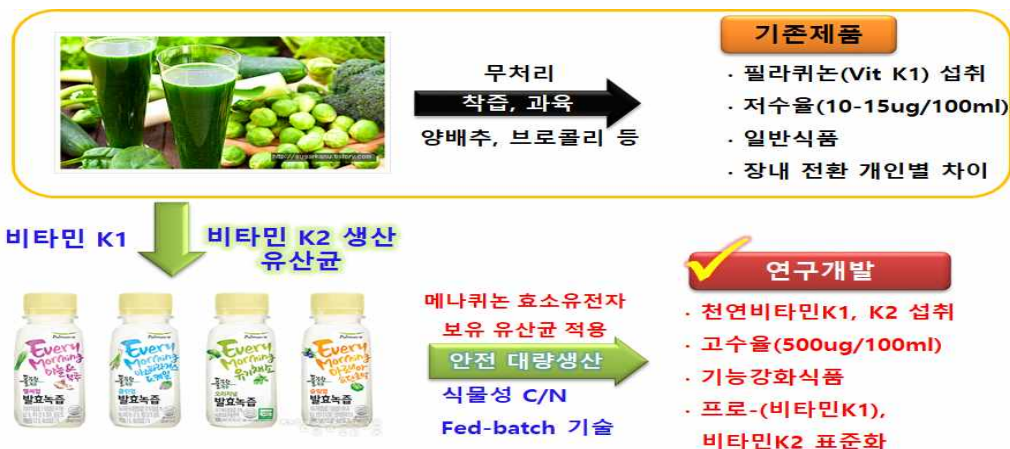 기존제품
무처리
착즙, 과육
양배추, 브로콜리 등
· 필라퀴논(Vit K1) 섭취
· 저수율(10-15ug/100ml)
· 일반식품
· 장내 전환 개인별 차이
비타민 K1
비타민 K2 생산
유산균
Every Morning
발효녹즙
Every Morning
발효녹즙
Every Morning
유기채소
발효녹즙
Every Morning
발효녹즙
메나퀴논 효소유전자
보유 유산균 적용
안전 대량생산
식물성 C/N
Fed-batch 기술
연구개발
· 천연비타민K1, K2 섭취
· 고수율(500ug/100ml)
· 기능강화식품
· 프로-(비타민K1),
비타민K2 표준화